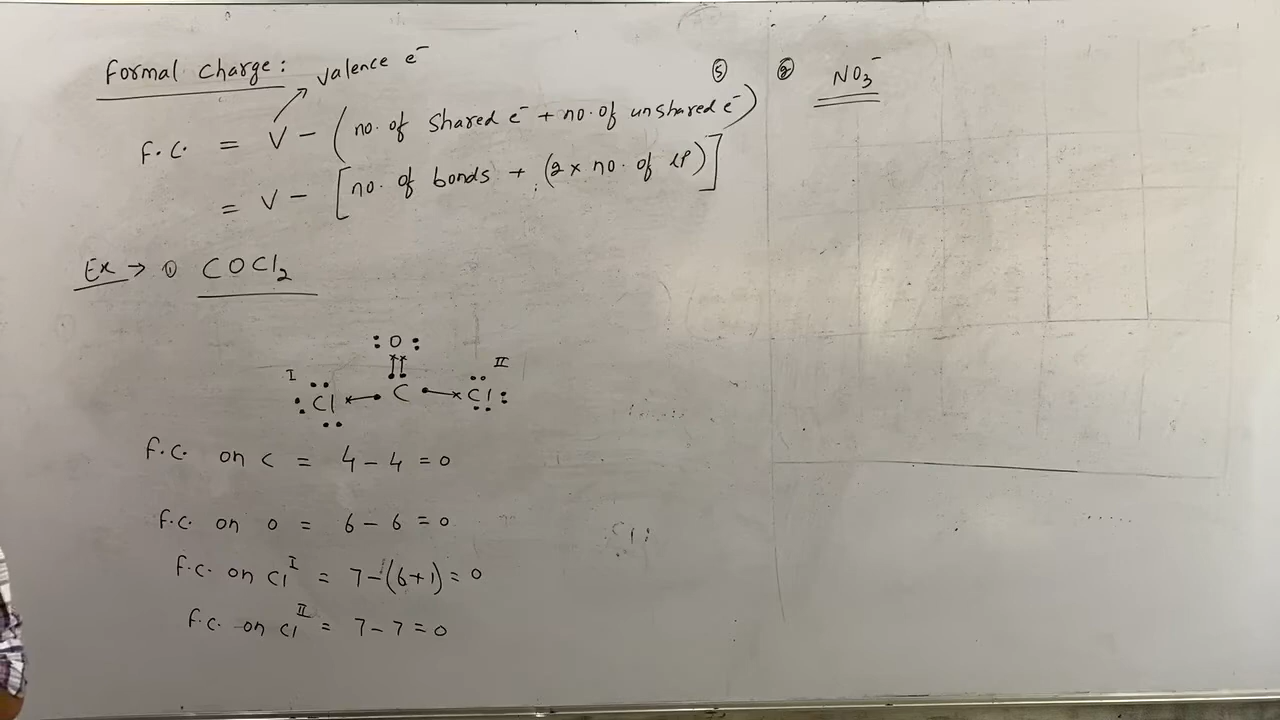 Formal Charge: valence e⁻
F.C. = V - (no. of shared e⁻ + no. of unshared e⁻)
= V - [no. of bonds + (2 x no. of lP)]
Ex → ① COCl₂
:O:
I II
:Cl C Cl:
F.C. on C = 4 - 4 = 0
F.C. on O = 6 - 6 = 0
F.C. on Cl^I = 7 - (6+1) = 0
F.C. on Cl^II = 7 - 7 = 0
⑤ ② NO₃⁻